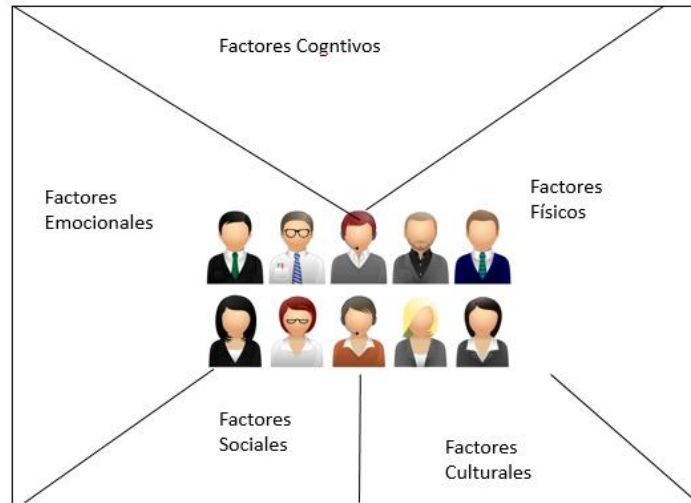 Factores Cogntivos
Factores
Emocionales
Factores
Físicos
Factores
Sociales
Factores
Culturales